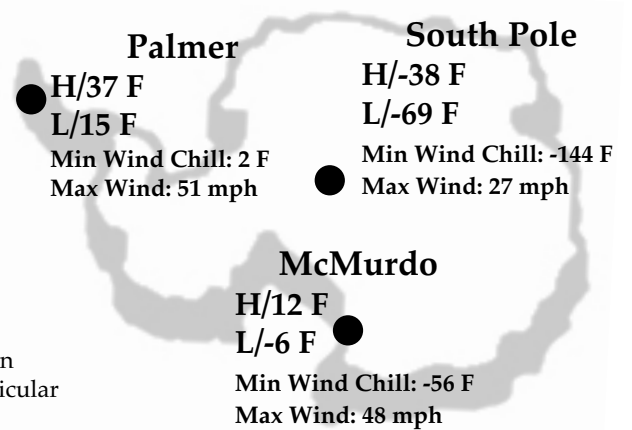 Palmer
H/37 F
L/15 F
Min Wind Chill: 2 F
Max Wind: 51 mph
South Pole
H/-38 F
L/-69 F
Min Wind Chill: -144 F
Max Wind: 27 mph
McMurdo
H/12 F
L/-6 F
Min Wind Chill: -56 F
Max Wind: 48 mph